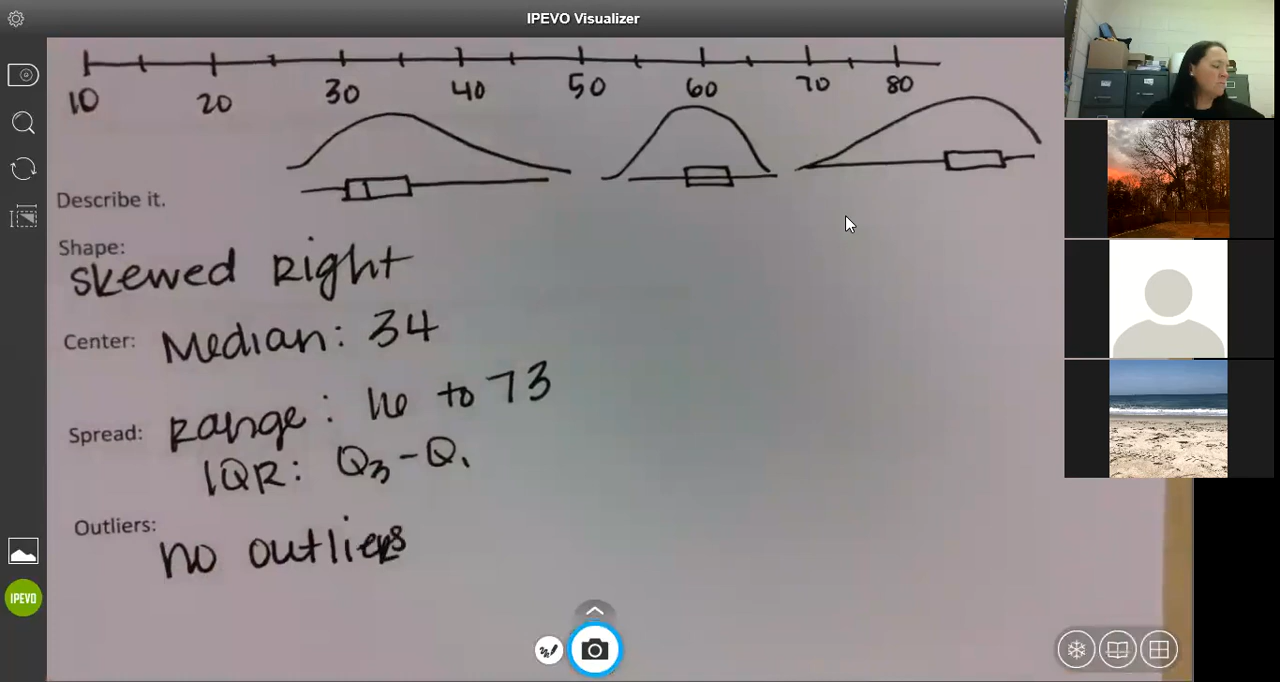 IPEVO Visualizer
10 20 30 40 50 60 70 80
Describe it.
Shape:
skewed Right
Center: Median: 34
Spread: Range: 16 to 73
IQR: Q3 - Q1
Outliers:
no outliers
IPEVO